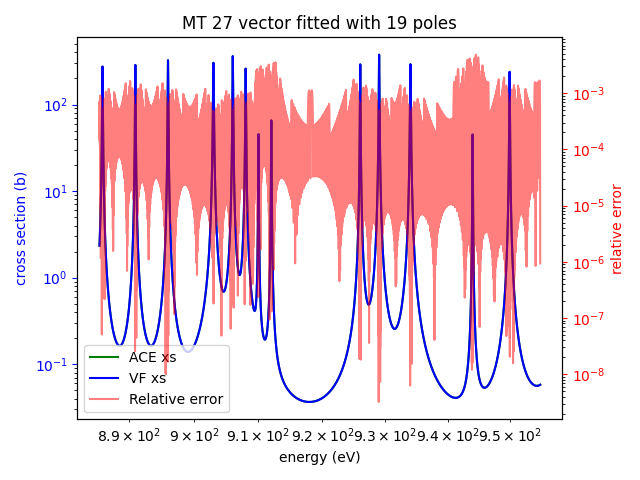 MT 27 vector fitted with 19 poles
cross section (b)
10²
10¹
10⁰
10⁻¹
10⁻³
10⁻⁴
10⁻⁵
10⁻⁶
10⁻⁷
10⁻⁸
relative error
ACE xs
VF xs
Relative error
8.9 × 10² 9 × 10² 9.1 × 10² 9.2 × 10² 9.3 × 10² 9.4 × 10² 9.5 × 10²
energy (eV)